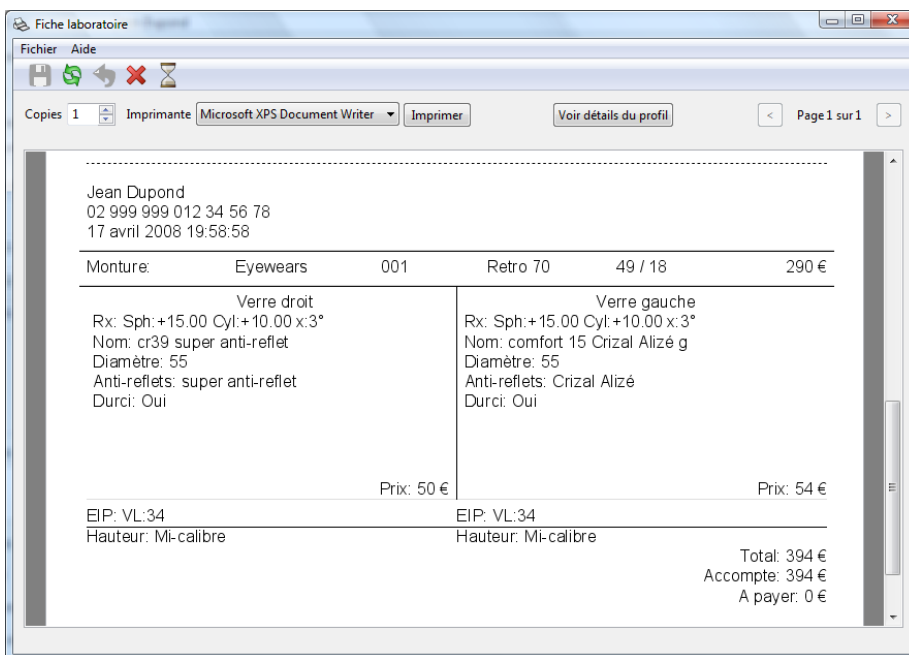 Fiche laboratoire
Fichier Aide
Copies 1 Imprimante Microsoft XPS Document Writer Imprimer Voir détails du profil < Page 1 sur 1 >
Jean Dupond
02 999 999 012 34 56 78
17 avril 2008 19:58:58
Monture: Eyewears 001 Retro 70 49 / 18 290 €
Verre droit
Rx: Sph:+15.00 Cyl:+10.00 x:3°
Nom: cr39 super anti-reflet
Diamètre: 55
Anti-reflets: super anti-reflet
Durci: Oui
Prix: 50 €
Verre gauche
Rx: Sph:+15.00 Cyl:+10.00 x:3°
Nom: comfort 15 Crizal Alizé g
Diamètre: 55
Anti-reflets: Crizal Alizé
Durci: Oui
Prix: 54 €
EIP: VL:34 EIP: VL:34
Hauteur: Mi-calibre Hauteur: Mi-calibre
Total: 394 €
Accompte: 394 €
A payer: 0 €